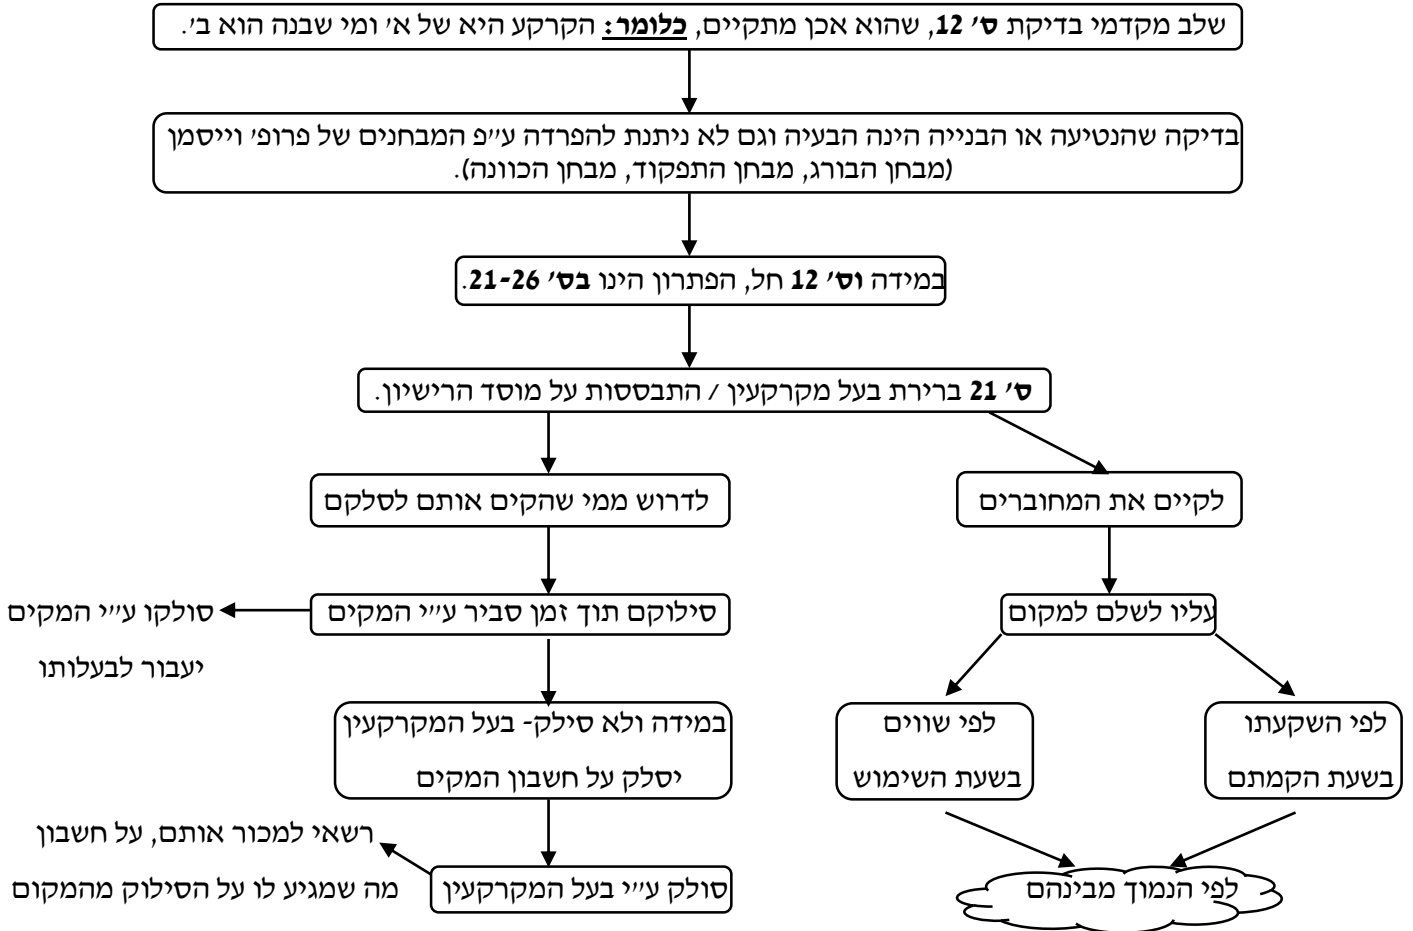 שלב מקדמי בדיקת ס׳ 12, שהוא אכן מתקיים, כלומר: הקרקע היא של א׳ ומי שבנה הוא ב׳.
בדיקה שהנטיעה או הבנייה הינה הבעיה וגם לא ניתנת להפרדה ע״פ המבחנים של פרופ׳ וייסמן
(מבחן הבורג, מבחן התפקוד, מבחן הכוונה).
במידה וס׳ 12 חל, הפתרון הינו בס׳ 21-26.
ס׳ 21 ברירת בעל מקרקעין / התבססות על מוסד הרישיון.
לקיים את המחוברים
עליו לשלם למקום
לפי השקעתו
בשעת הקמתם
לפי שווים
בשעת השימוש
לפי הנמוך מבינהם
לדרוש ממי שהקים אותם לסלקם
סילוקם תוך זמן סביר ע״י המקים
סולקו ע״י המקים
יעבור לבעלותו
במידה ולא סילק- בעל המקרקעין
יסלק על חשבון המקים
סולק ע״י בעל המקרקעין
רשאי למכור אותם, על חשבון
מה שמגיע לו על הסילוק מהמקום